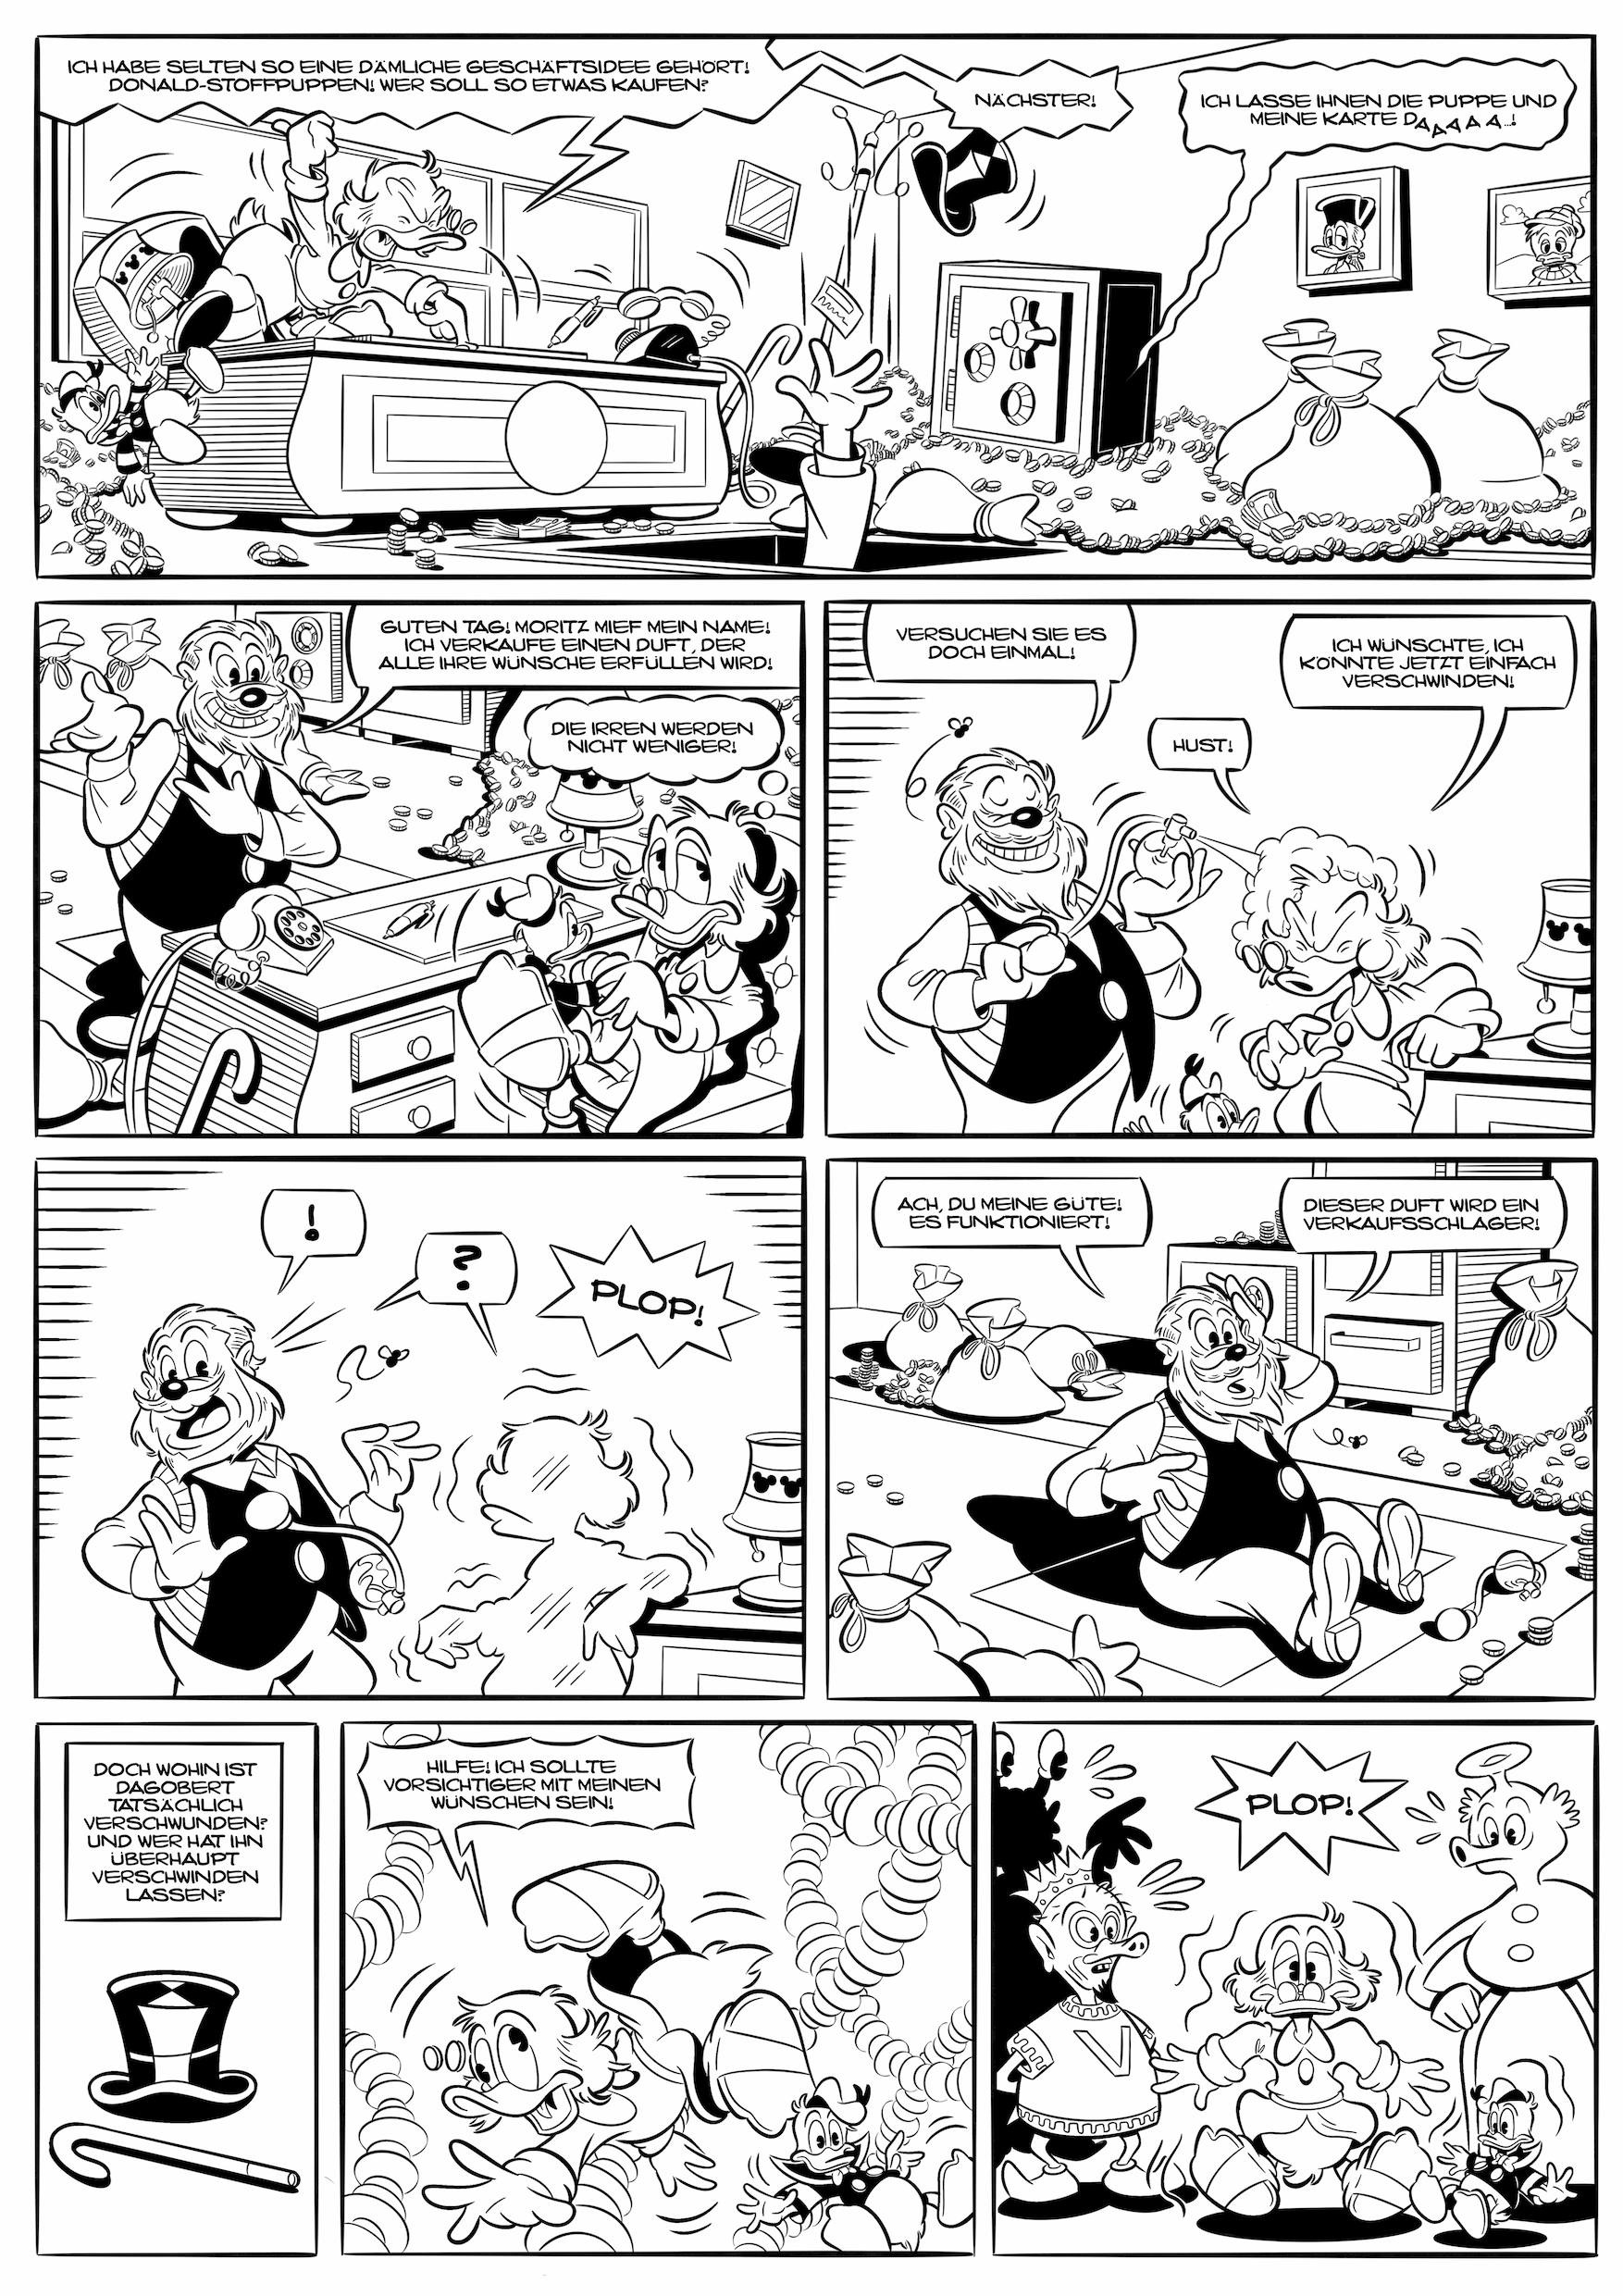 ICH HABE SELTEN SO EINE DÄMLICHE GESCHÄFTSIDEE GEHÖRT!
DONALD-STOFFPUPPEN! WER SOLL SO ETWAS KAUFEN?
NÄCHSTER!
ICH LASSE IHNEN DIE PUPPE UND
MEINE KARTE DAAAAA...!
GUTEN TAG! MORITZ MIEF MEIN NAME!
ICH VERKAUFE EINEN DUFT, DER
ALLE IHRE WÜNSCHE ERFÜLLEN WIRD!
DIE IRREN WERDEN
NICHT WENIGER!
VERSUCHEN SIE ES
DOCH EINMAL!
HUST!
ICH WÜNSCHTE, ICH
KÖNNTE JETZT EINFACH
VERSCHWINDEN!
!
?
PLOP!
ACH, DU MEINE GÜTE!
ES FUNKTIONIERT!
DIESER DUFT WIRD EIN
VERKAUFSSCHLAGER!
DOCH WOHIN IST
DAGOBERT
TATSÄCHLICH
VERSCHWUNDEN?
UND WER HAT IHN
ÜBERHAUPT
VERSCHWINDEN
LASSEN?
HILFE! ICH SOLLTE
VORSICHTIGER MIT MEINEN
WÜNSCHEN SEIN!
PLOP!
V